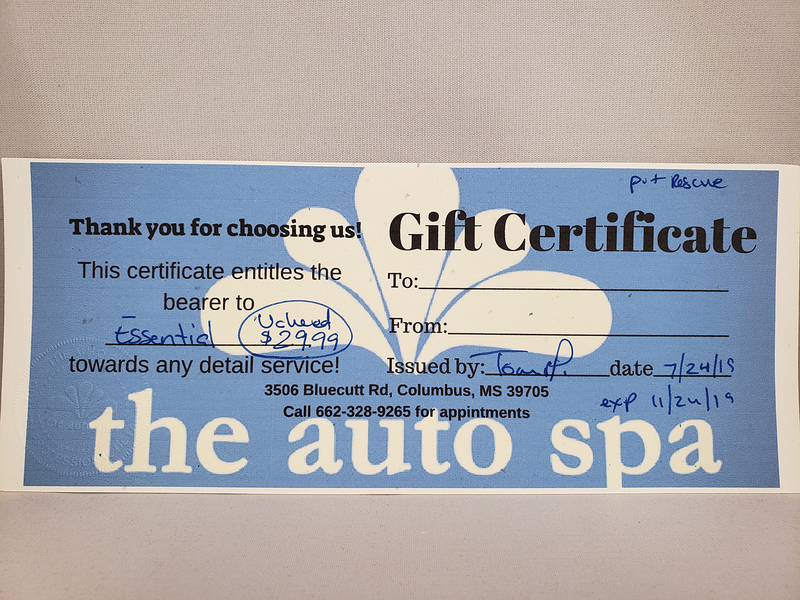 Thank you for choosing us!
This certificate entitles the
bearer to
Essential
$29.99
towards any detail service!
Rescue
Gift Certificate
To:
From:
Issued by:
date 7/24/19
exp 11/24/19
3506 Bluecutt Rd, Columbus, MS 39705
Call 662-328-9265 for appintments
the auto spa